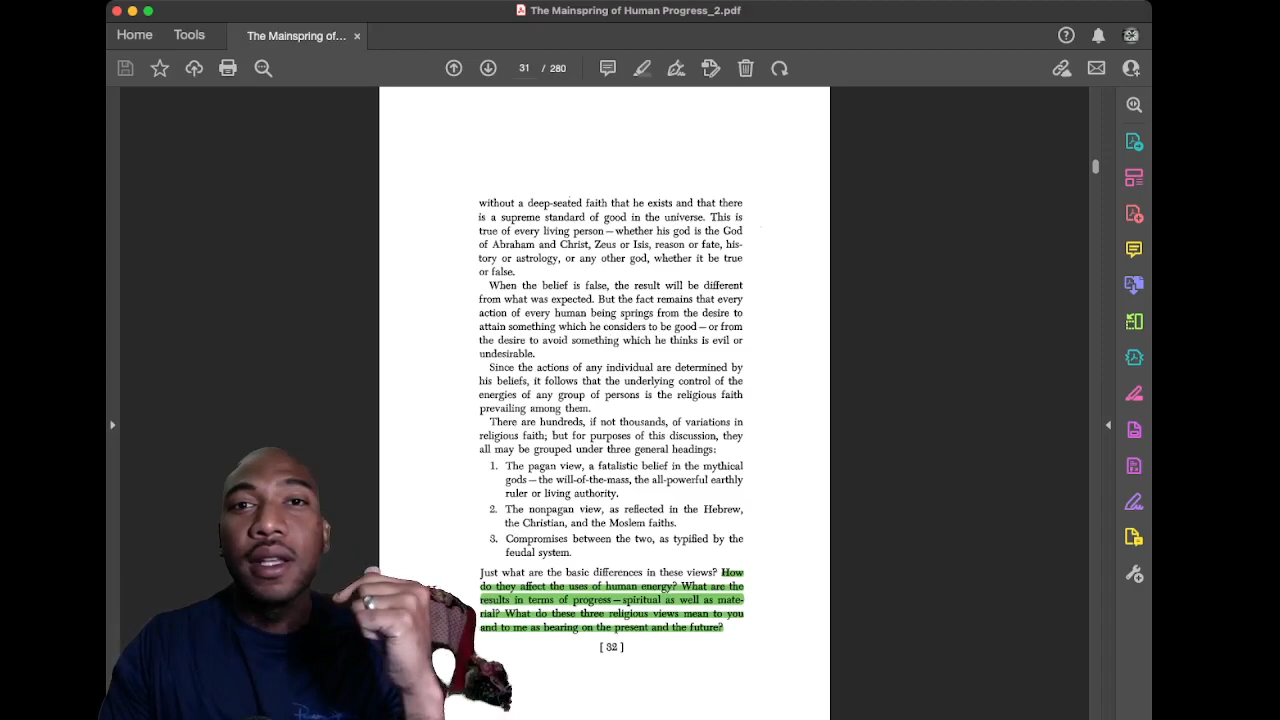 The Mainspring of Human Progress_2.pdf
Home
Tools
The Mainspring of...
31 / 280
without a deep-seated faith that he exists and that there
is a supreme standard of good in the universe. This is
true of every living person—whether his god is the God
of Abraham and Christ, Zeus or Isis, reason or fate, his-
tory or astrology, or any other god, whether it be true
or false.
When the belief is false, the result will be different
from what was expected. But the fact remains that every
action of every human being springs from the desire to
attain something which he considers to be good—or from
the desire to avoid something which he thinks is evil or
undesirable.
Since the actions of any individual are determined by
his beliefs, it follows that the underlying control of the
energies of any group of persons is the religious faith
prevailing among them.
There are hundreds, if not thousands, of variations in
religious faith; but for purposes of this discussion, they
all may be grouped under three general headings:
1. The pagan view, a fatalistic belief in the mythical
gods—the will-of-the-mass, the all-powerful earthly
ruler or living authority.
2. The nonpagan view, as reflected in the Hebrew,
the Christian, and the Moslem faiths.
3. Compromises between the two, as typified by the
feudal system.
Just what are the basic differences in these views? How
do they affect the uses of human energy? What are the
results in terms of progress—spiritual as well as mate-
rial? What do these three religious views mean to you
and to me as bearing on the present and the future?
[ 32 ]